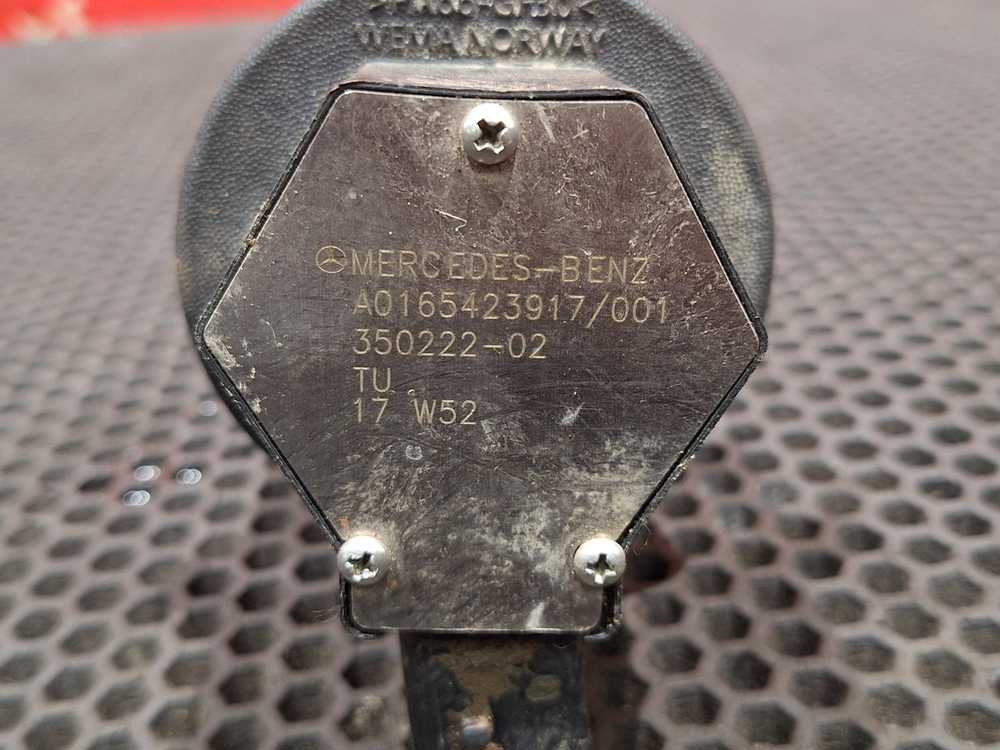 WEMA NORWAY
MERCEDES-BENZ
A0165423917/001
350222-02
TU
17 W52